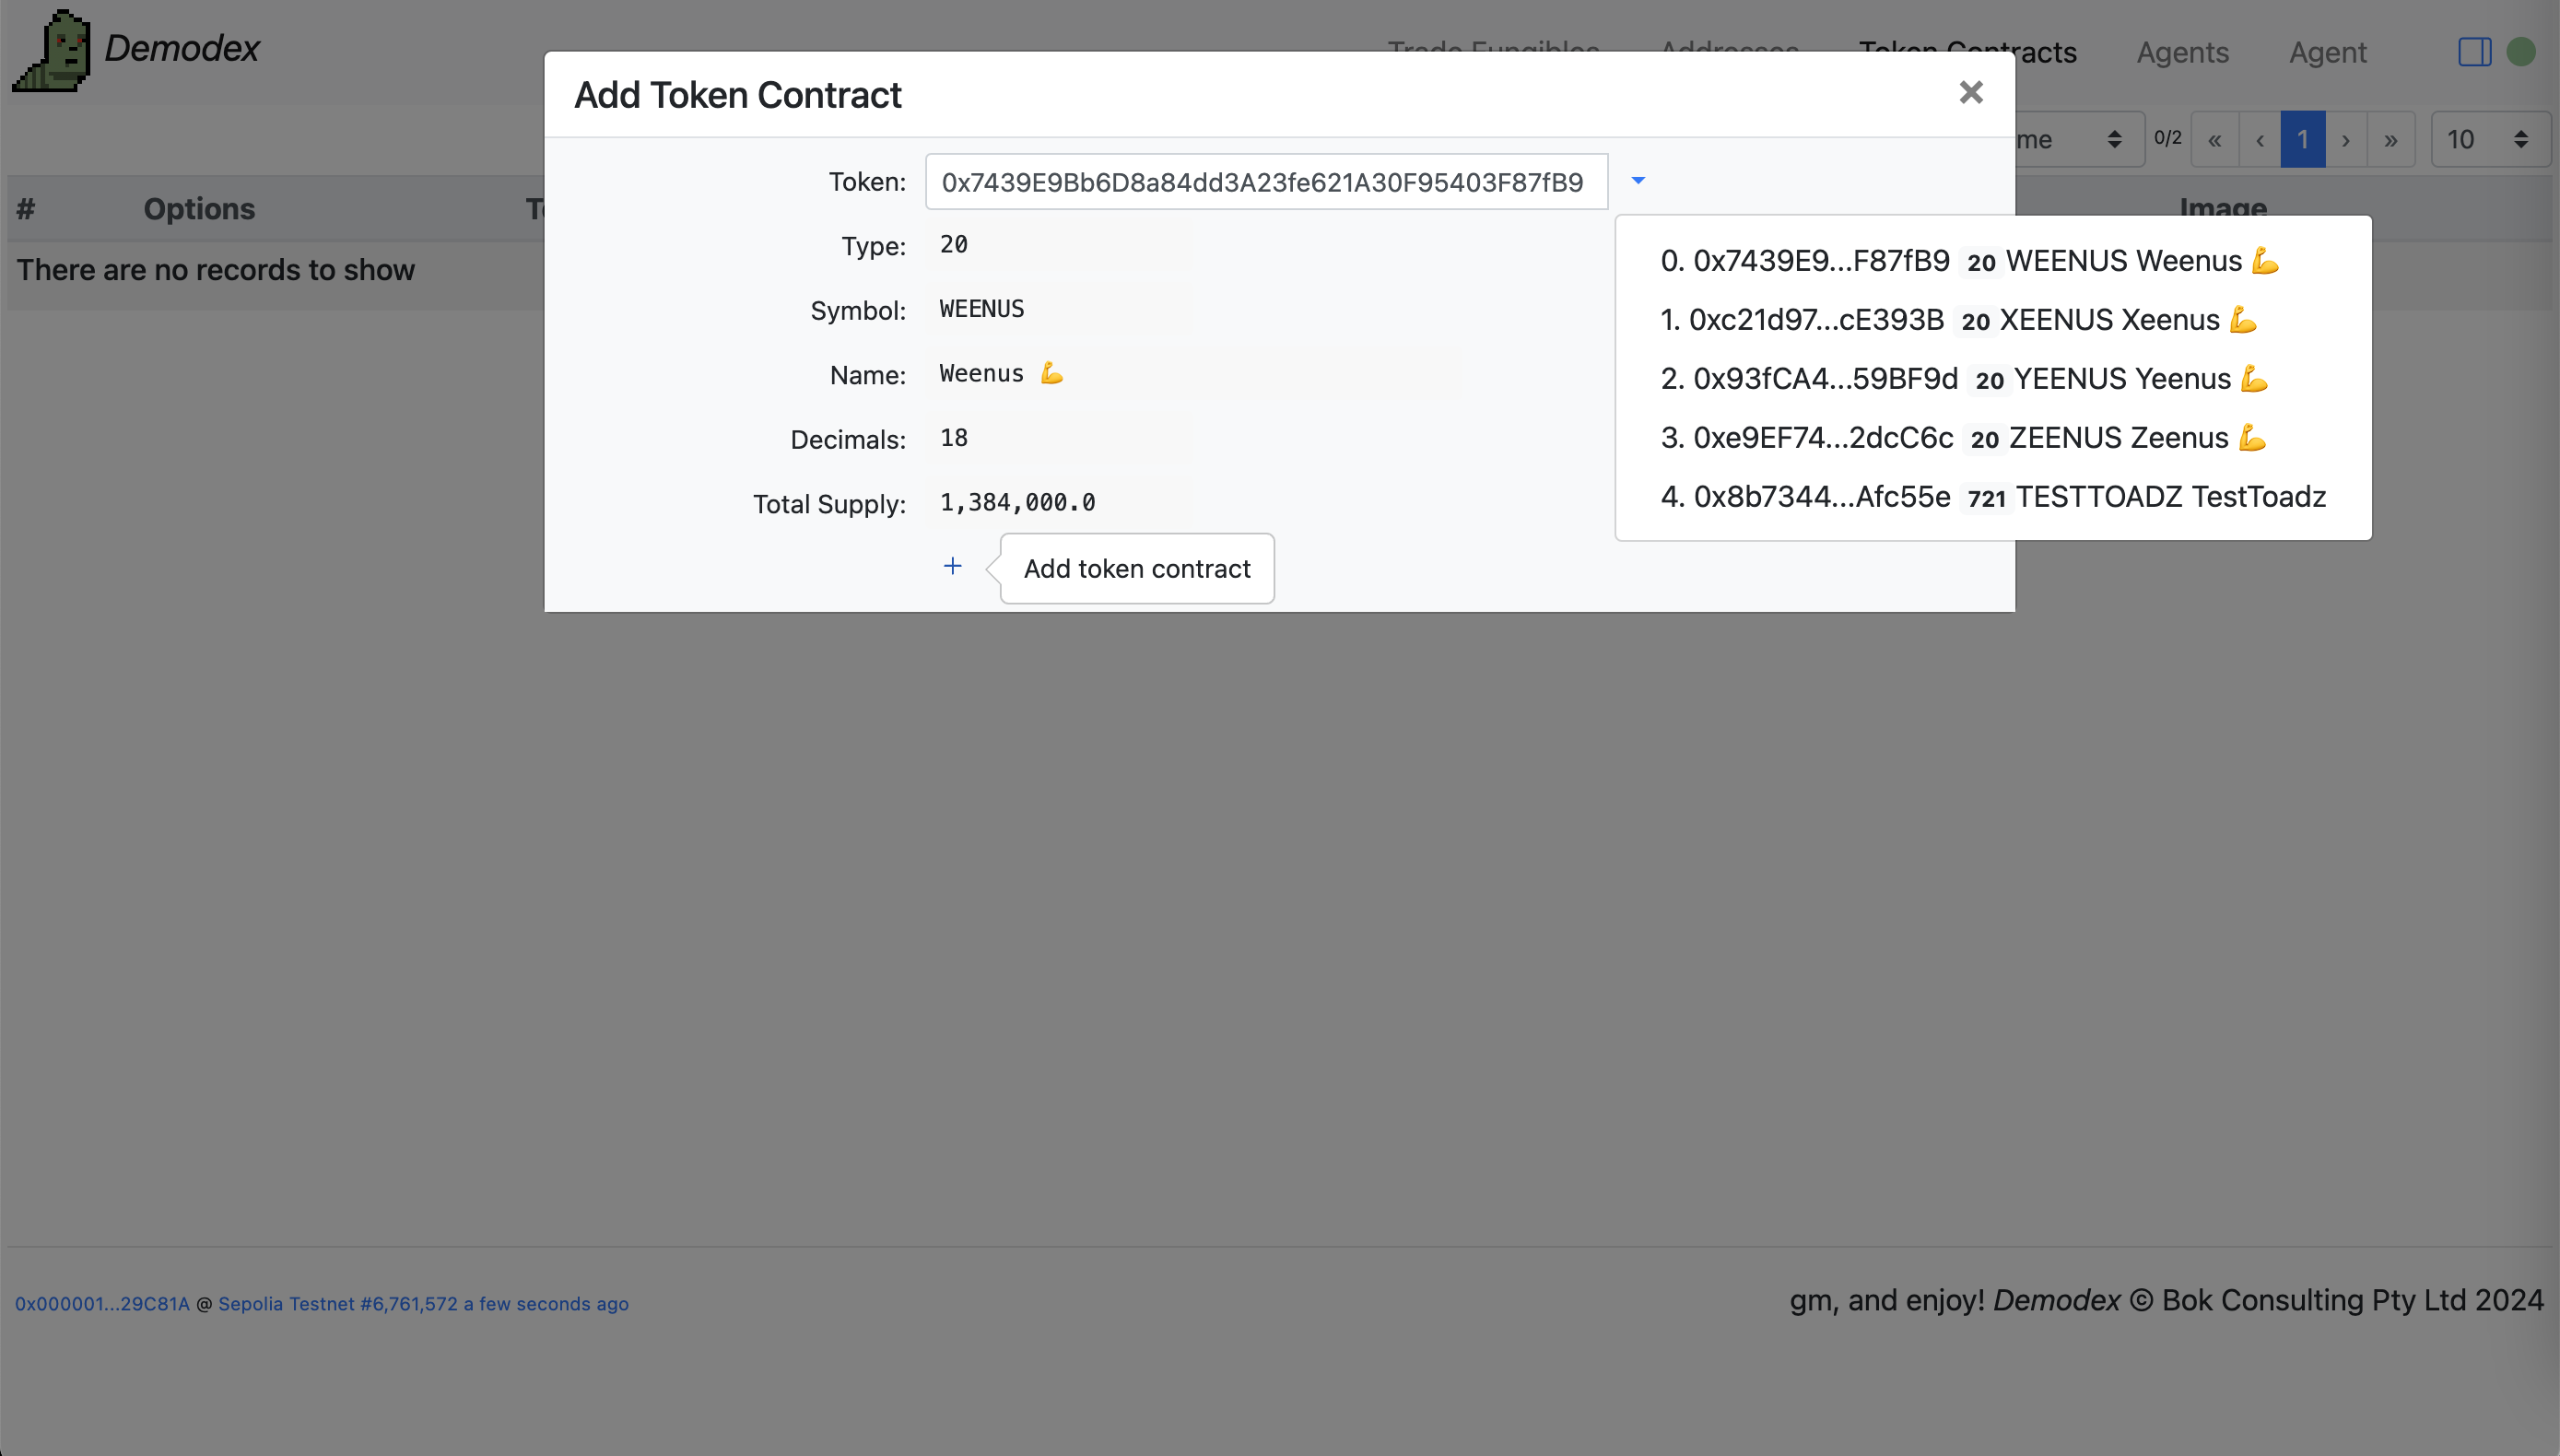 Demodex
Trade Fungibles Addresses Token Contracts Agents Agent
Add Token Contract ×
me 0/2 « ‹ 1 › » 10
Token: 0x7439E9Bb6D8a84dd3A23fe621A30F95403F87fB9
# Options T Image
Type: 20
There are no records to show
0. 0x7439E9...F87fB9 20 WEENUS Weenus 💪
Symbol: WEENUS
1. 0xc21d97...cE393B 20 XEENUS Xeenus 💪
Name: Weenus 💪
2. 0x93fCA4...59BF9d 20 YEENUS Yeenus 💪
Decimals: 18
3. 0xe9EF74...2dcC6c 20 ZEENUS Zeenus 💪
Total Supply: 1,384,000.0
4. 0x8b7344...Afc55e 721 TESTTOADZ TestToadz
+ Add token contract
0x000001...29C81A @ Sepolia Testnet #6,761,572 a few seconds ago
gm, and enjoy! Demodex © Bok Consulting Pty Ltd 2024